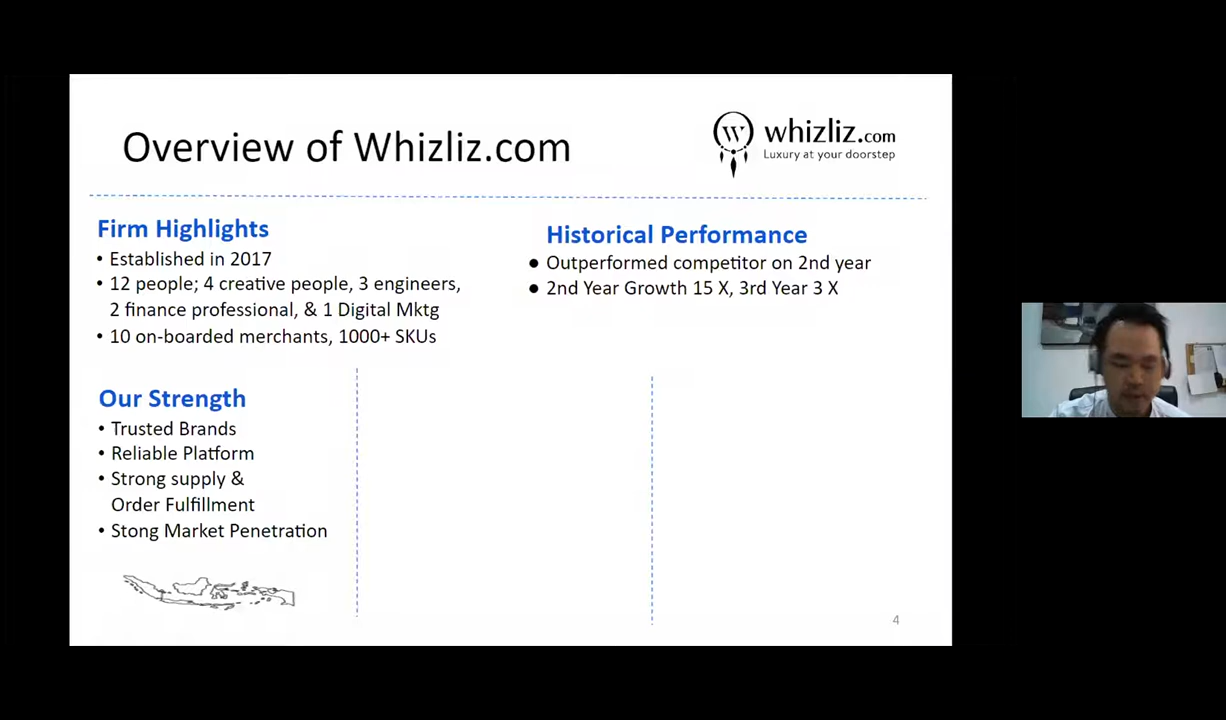 Overview of Whizliz.com
W
whizliz.com
Luxury at your doorstep
Firm Highlights
• Established in 2017
• 12 people; 4 creative people, 3 engineers,
2 finance professional, & 1 Digital Mktg
• 10 on-boarded merchants, 1000+ SKUs
Historical Performance
● Outperformed competitor on 2nd year
● 2nd Year Growth 15 X, 3rd Year 3 X
Our Strength
• Trusted Brands
• Reliable Platform
• Strong supply &
Order Fulfillment
• Stong Market Penetration
4